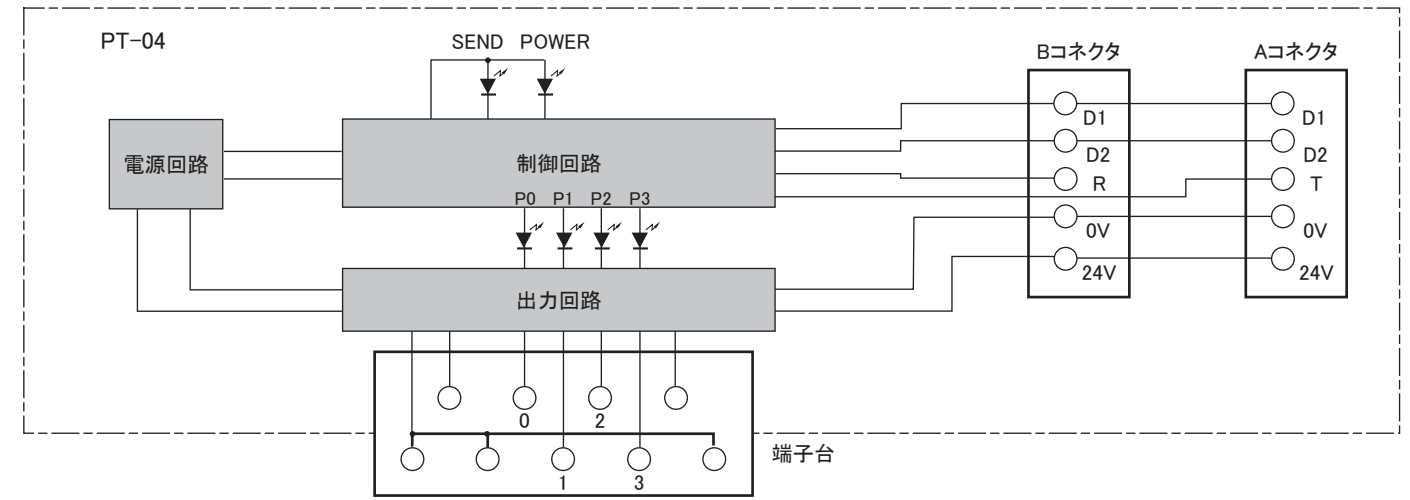 PT-04
SEND POWER
Bコネクタ
Aコネクタ
D1
D1
電源回路
制御回路
D2
D2
R
T
P0 P1 P2 P3
0V
0V
24V
24V
出力回路
0
2
端子台
1
3